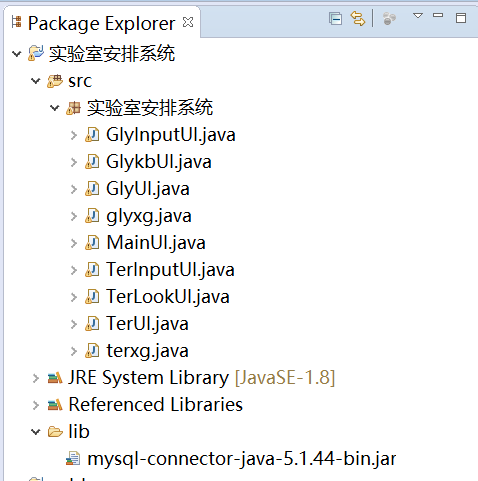 Package Explorer
实验室安排系统
src
实验室安排系统
GlyInputUI.java
GlykbUI.java
GlyUI.java
glyxg.java
MainUI.java
TerInputUI.java
TerLookUI.java
TerUI.java
terxg.java
JRE System Library [JavaSE-1.8]
Referenced Libraries
lib
mysql-connector-java-5.1.44-bin.jar